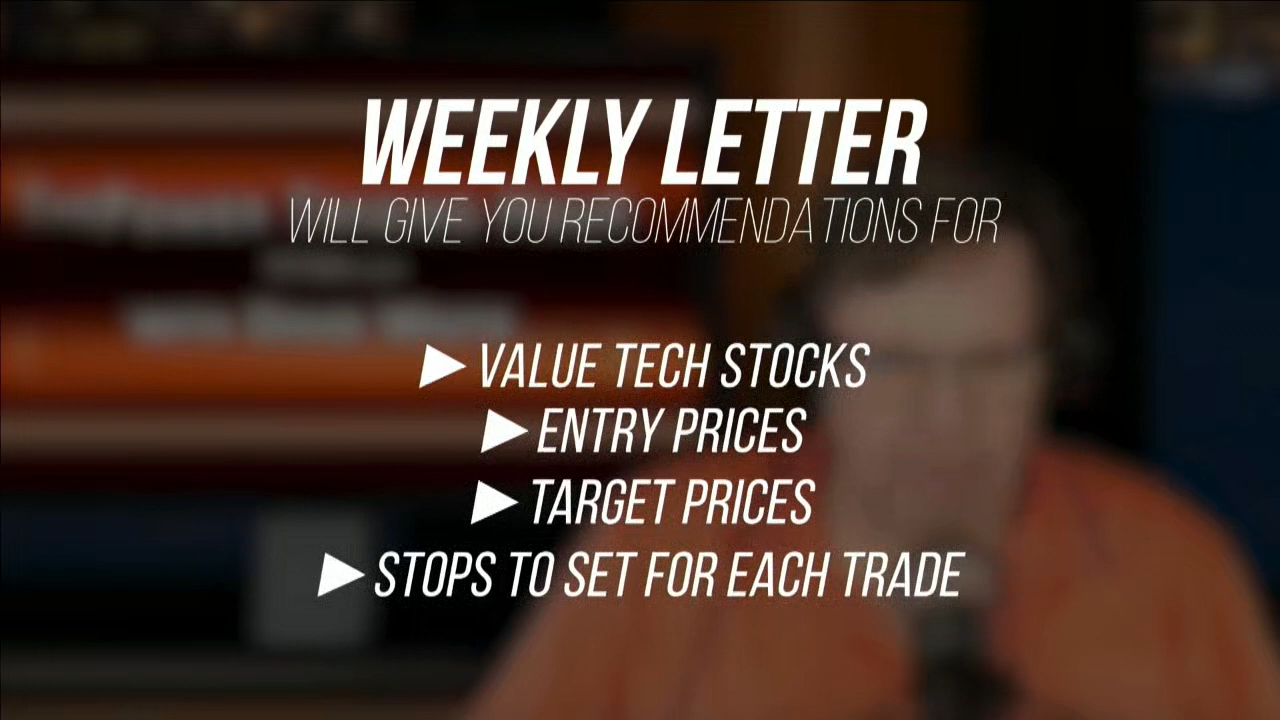 WEEKLY LETTER
WILL GIVE YOU RECOMMENDATIONS FOR
▶ VALUE TECH STOCKS
▶ ENTRY PRICES
▶ TARGET PRICES
▶ STOPS TO SET FOR EACH TRADE